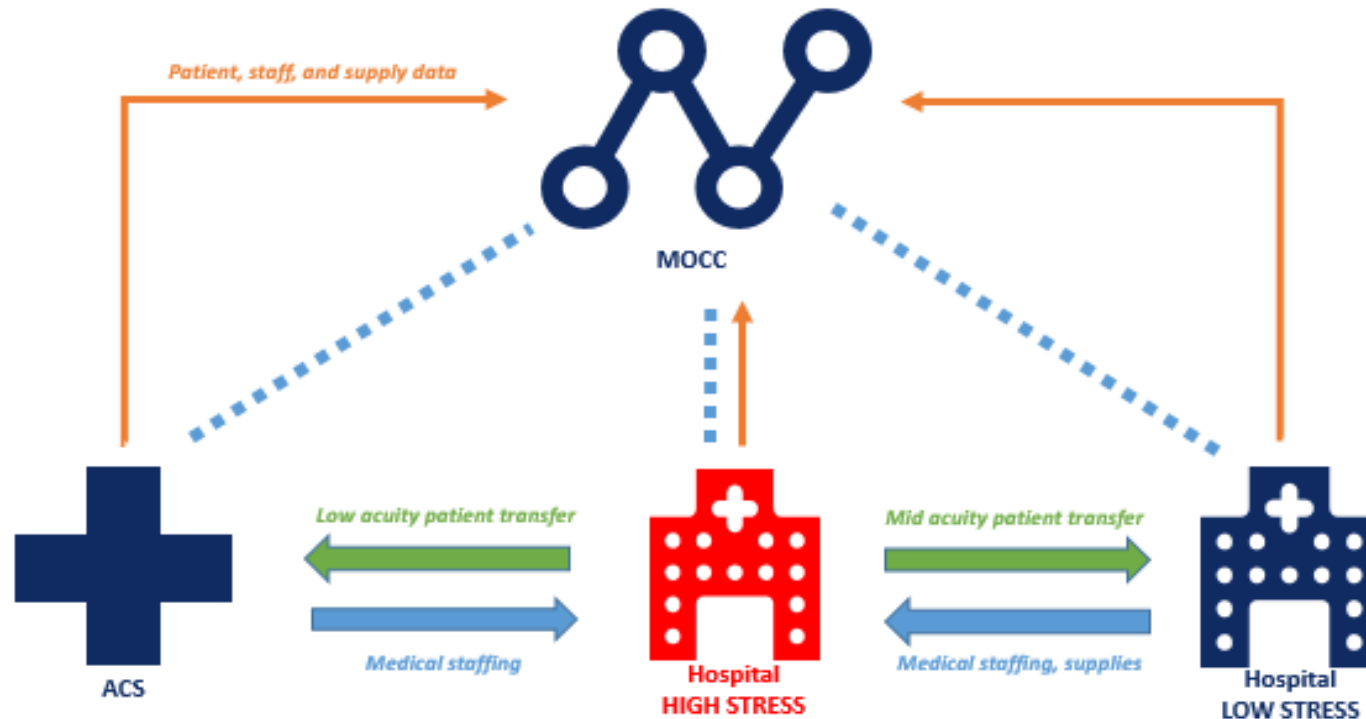 Patient, staff, and supply data
MOCC
Low acuity patient transfer
Mid acuity patient transfer
Medical staffing
Medical staffing, supplies
ACS
Hospital
HIGH STRESS
Hospital
LOW STRESS